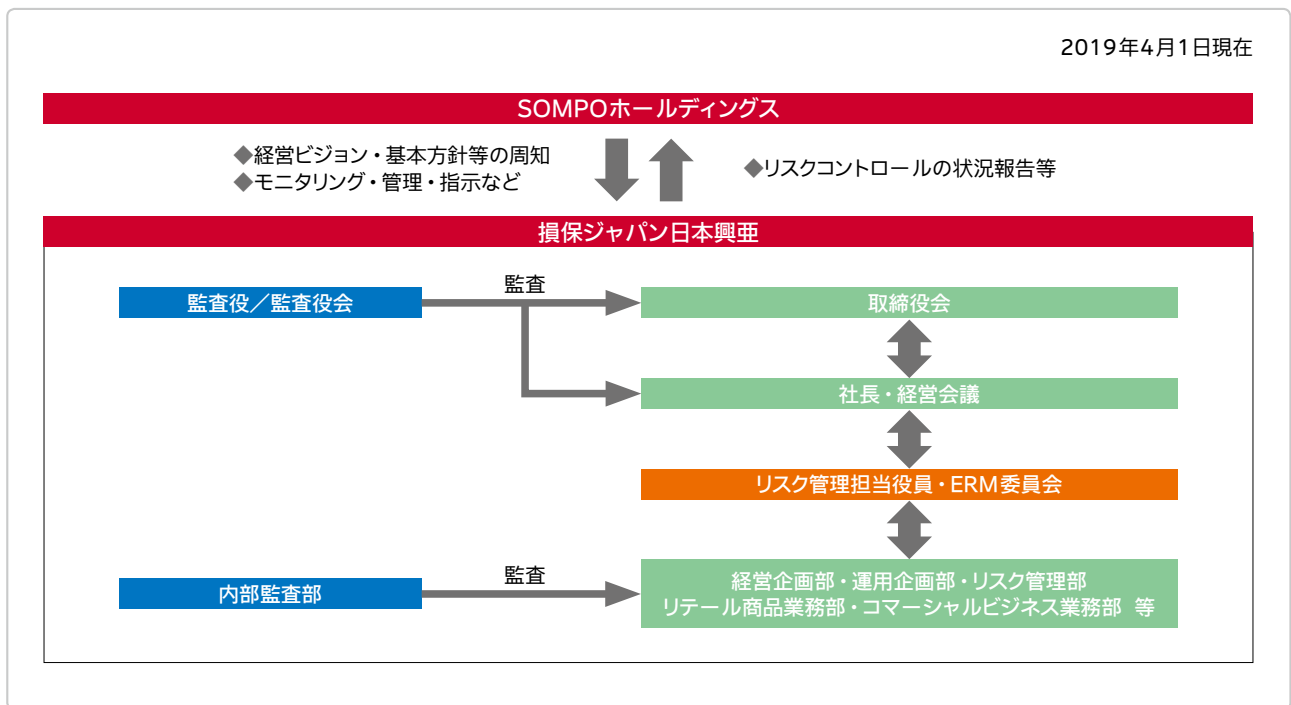 2019年4月1日現在
SOMPOホールディングス
◆経営ビジョン・基本方針等の周知
◆モニタリング・管理・指示など
◆リスクコントロールの状況報告等
損保ジャパン日本興亜
監査役／監査役会
監査
取締役会
社長・経営会議
リスク管理担当役員・ERM委員会
内部監査部
監査
経営企画部・運用企画部・リスク管理部
リテール商品業務部・コマーシャルビジネス業務部 等